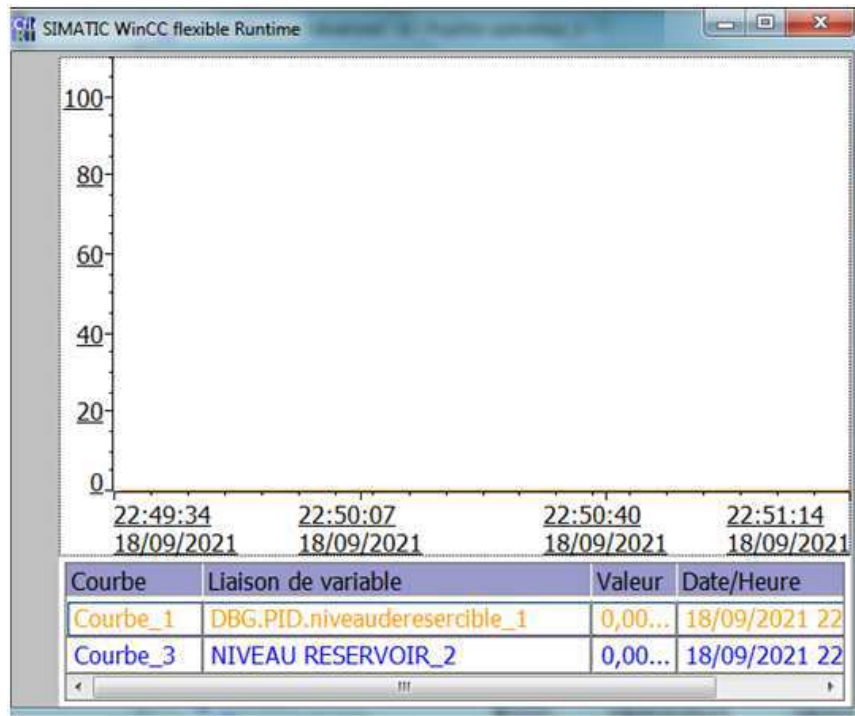 SIMATIC WinCC flexible Runtime
100
80
60
40
20
0
22:49:34 22:50:07 22:50:40 22:51:14
18/09/2021 18/09/2021 18/09/2021 18/09/2021
Courbe Liaison de variable Valeur Date/Heure
Courbe_1 DBG.PID.niveauderesercible_1 0,00... 18/09/2021 22
Courbe_3 NIVEAU RESERVOIR_2 0,00... 18/09/2021 22